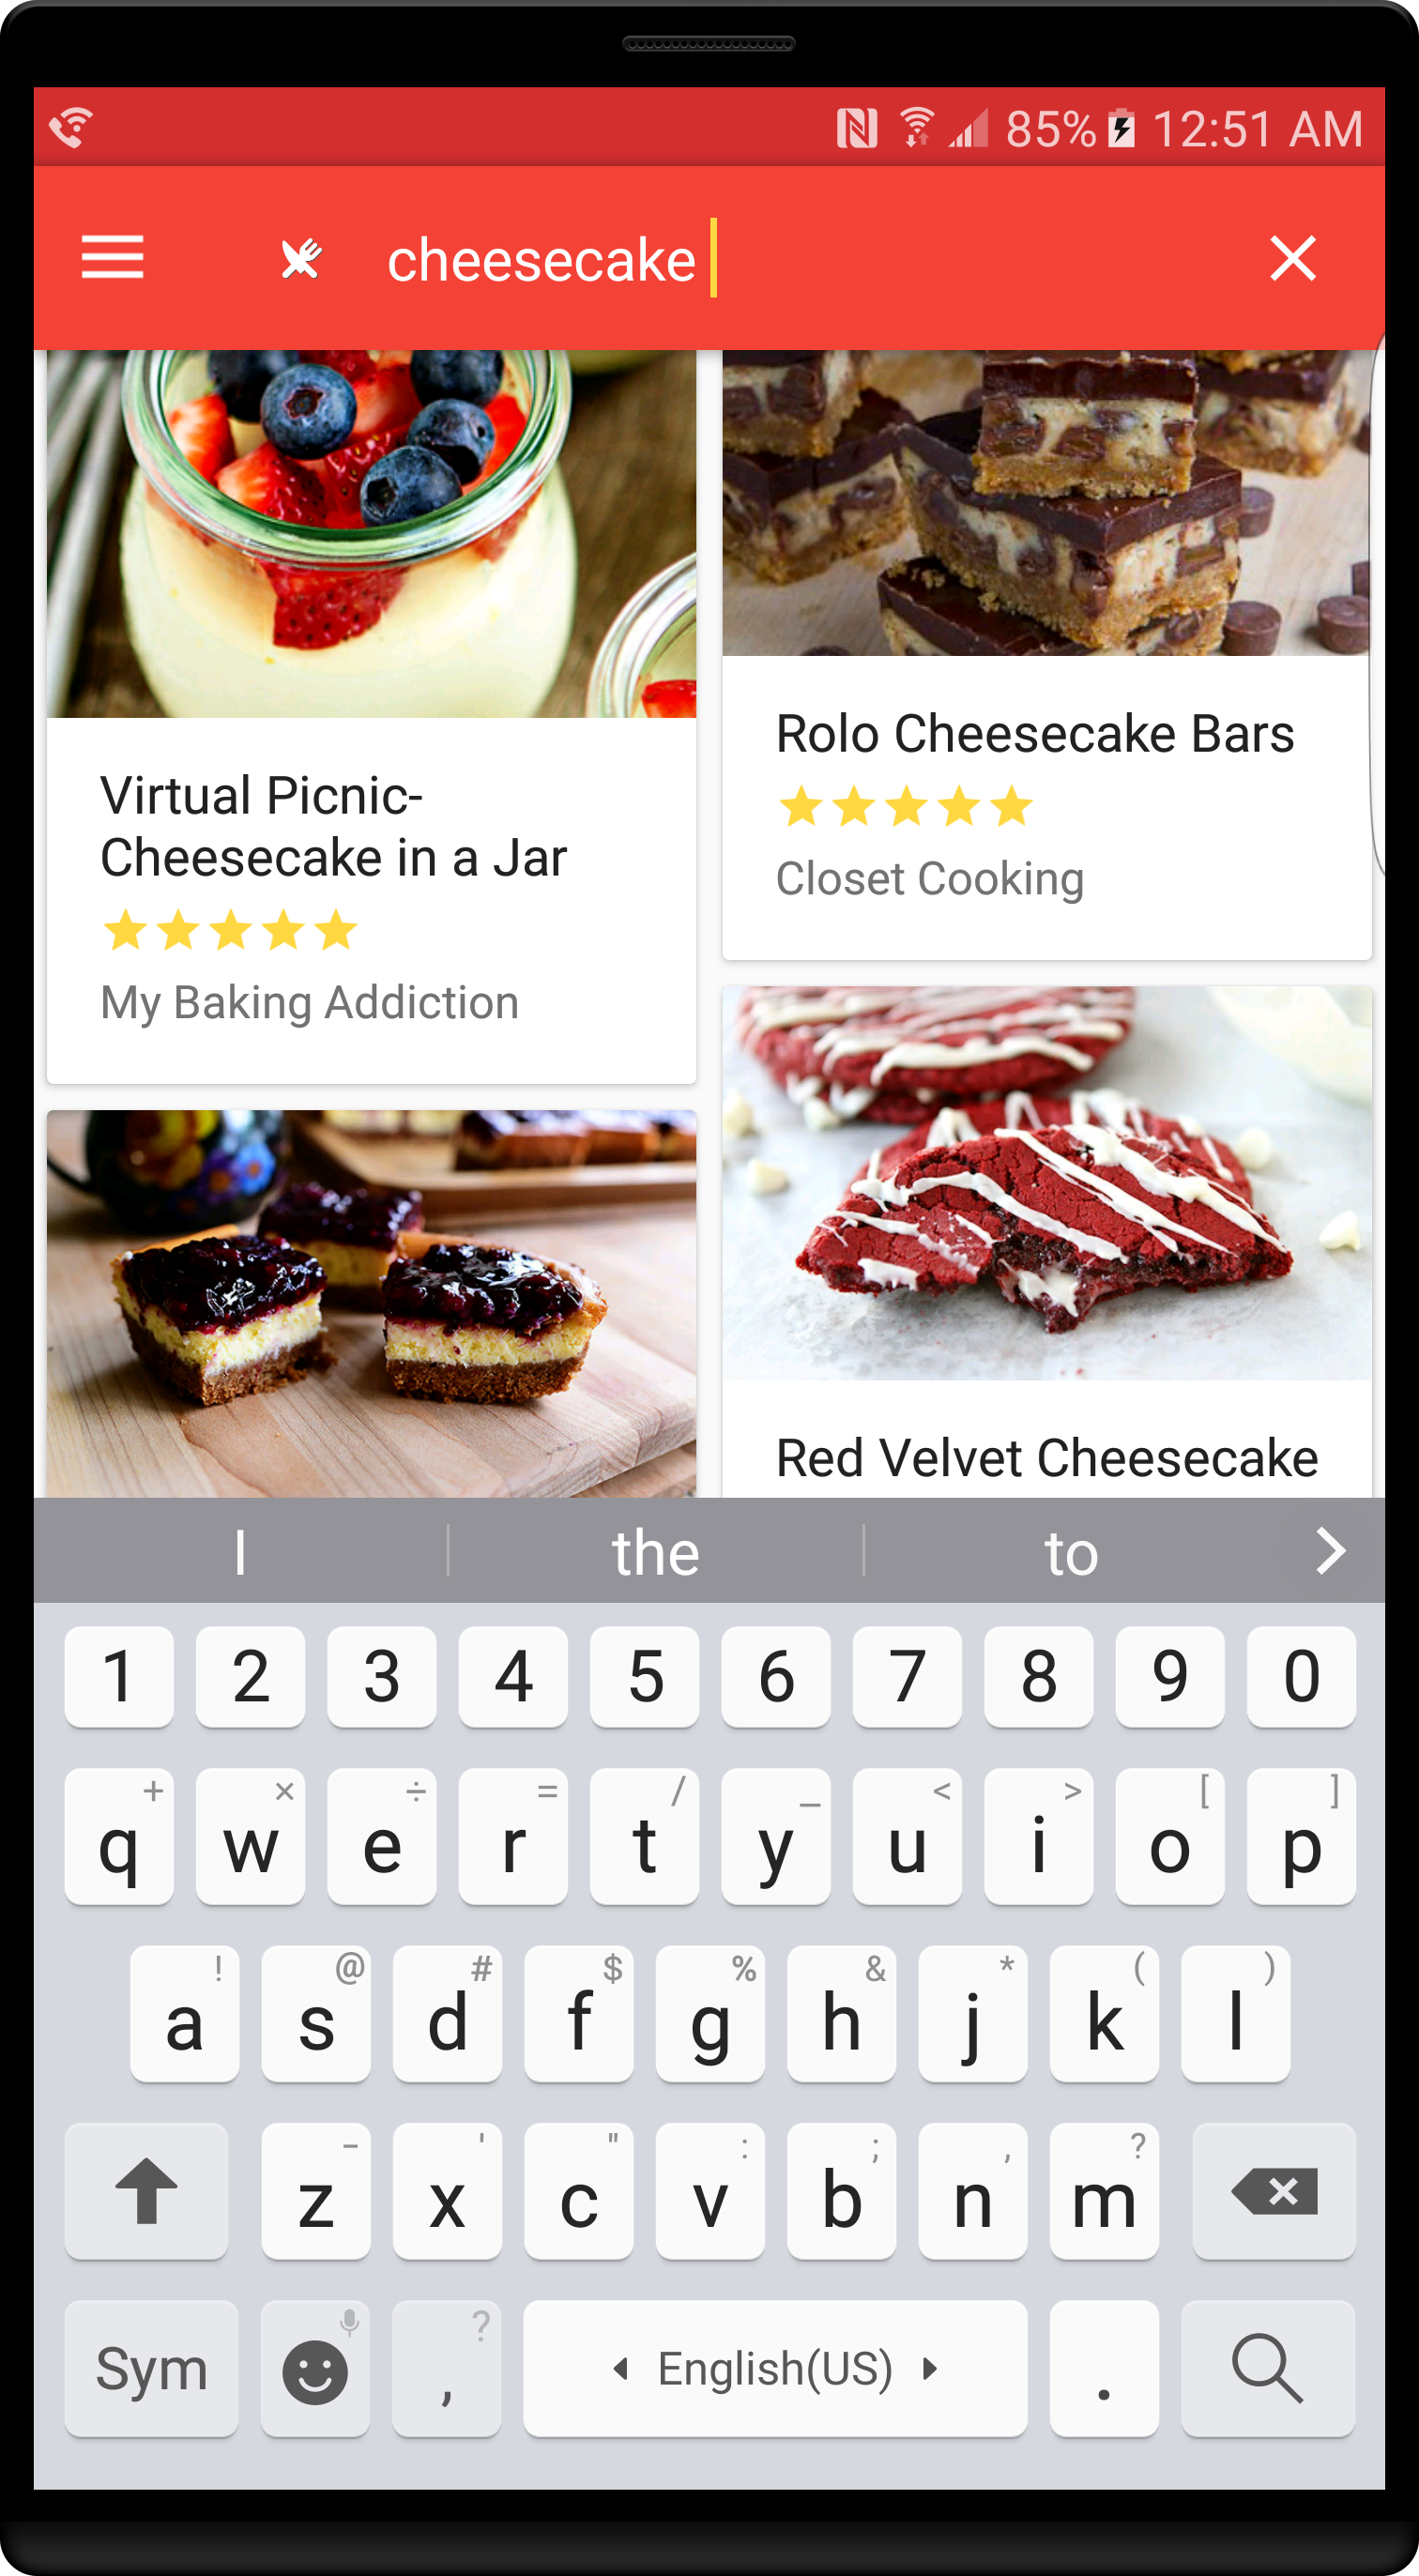 85% 12:51 AM
cheesecake
Virtual Picnic-
Cheesecake in a Jar
My Baking Addiction
Rolo Cheesecake Bars
Closet Cooking
Red Velvet Cheesecake
I the to
1 2 3 4 5 6 7 8 9 0
+ × ÷ = / _ < > [ ]
q w e r t y u i o p
! @ # $ % & * ( )
a s d f g h j k l
- ' " : ; , ?
z x c v b n m
?
Sym , English(US) .